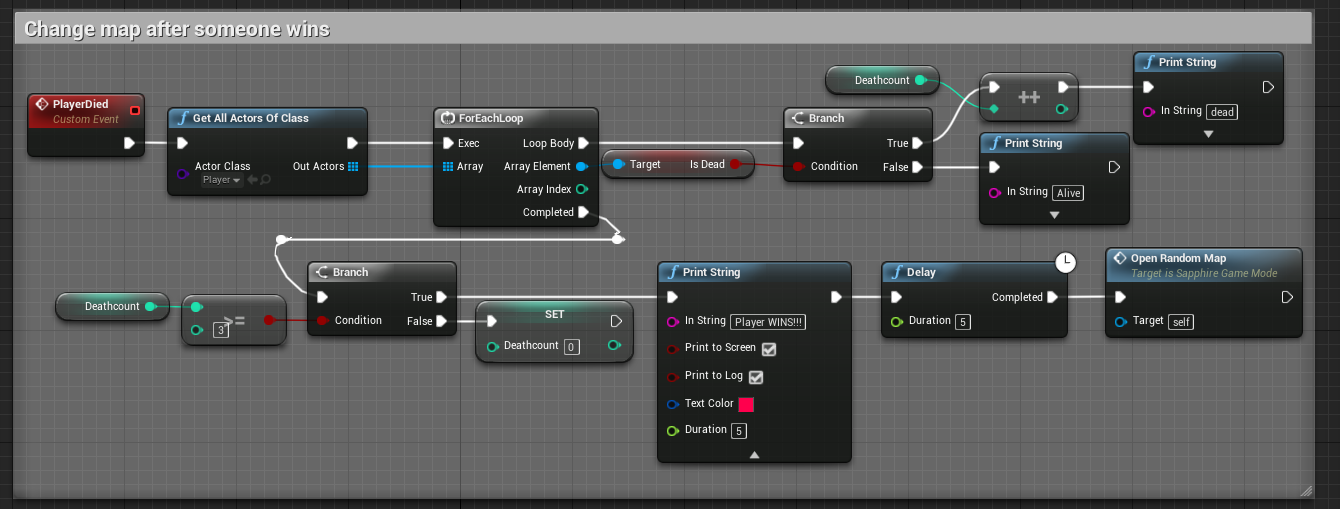 Change map after someone wins
PlayerDied
Custom Event
Get All Actors Of Class
Actor Class
Player
Out Actors
ForEachLoop
Exec
Loop Body
Array
Array Element
Array Index
Completed
Target
Is Dead
Branch
True
Condition
False
Deathcount
++
Print String
In String
dead
Print String
In String
Alive
Deathcount
>=
3
Branch
True
Condition
False
SET
Deathcount
0
Print String
In String
Player WINS!!!
Print to Screen
Print to Log
Text Color
Duration
5
Delay
Completed
Duration
5
Open Random Map
Target is Sapphire Game Mode
Target
self